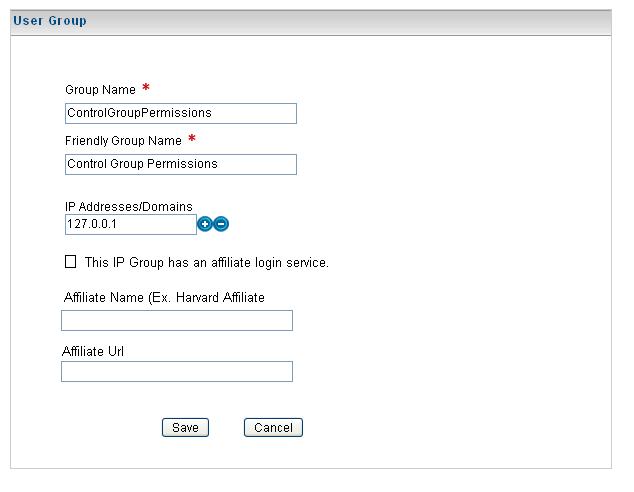 User Group
Group Name *
ControlGroupPermissions
Friendly Group Name *
Control Group Permissions
IP Addresses/Domains
127.0.0.1
This IP Group has an affiliate login service.
Affiliate Name (Ex. Harvard Affiliate
Affiliate Url
Save Cancel